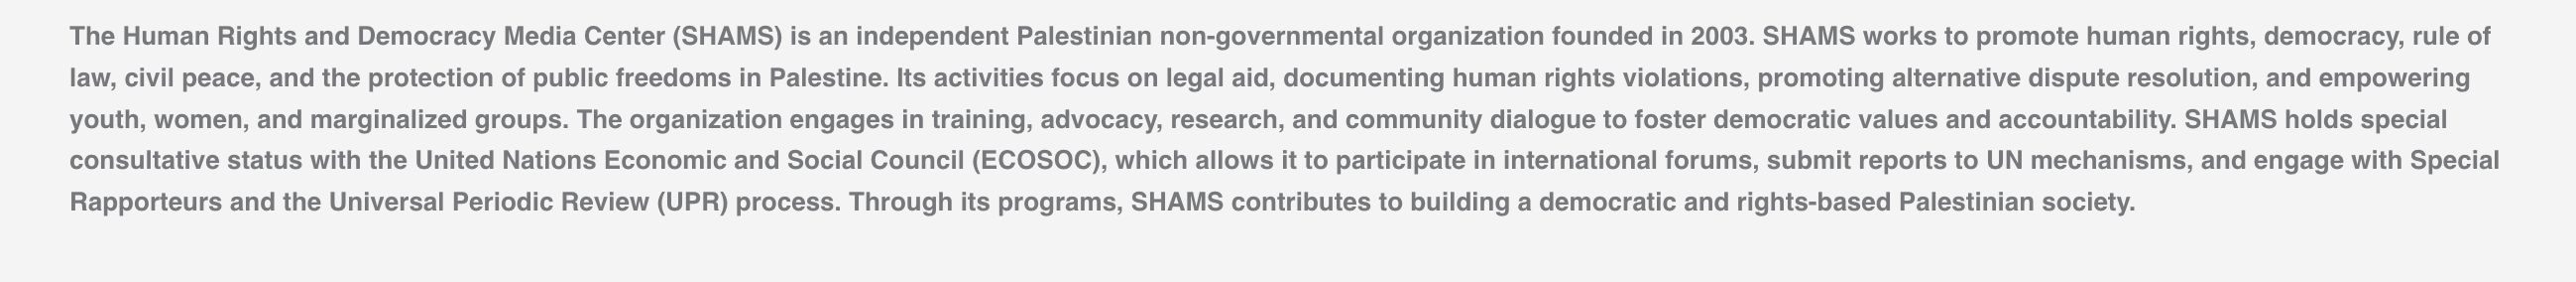 The Human Rights and Democracy Media Center (SHAMS) is an independent Palestinian non-governmental organization founded in 2003. SHAMS works to promote human rights, democracy, rule of
law, civil peace, and the protection of public freedoms in Palestine. Its activities focus on legal aid, documenting human rights violations, promoting alternative dispute resolution, and empowering
youth, women, and marginalized groups. The organization engages in training, advocacy, research, and community dialogue to foster democratic values and accountability. SHAMS holds special
consultative status with the United Nations Economic and Social Council (ECOSOC), which allows it to participate in international forums, submit reports to UN mechanisms, and engage with Special
Rapporteurs and the Universal Periodic Review (UPR) process. Through its programs, SHAMS contributes to building a democratic and rights-based Palestinian society.